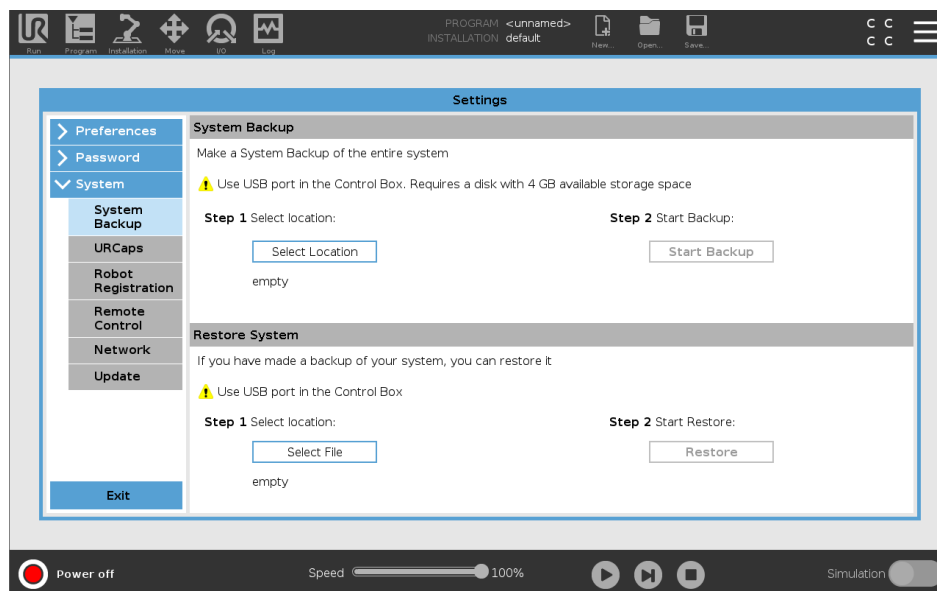 UR
PROGRAM <unnamed>
INSTALLATION default
C C
C C
Run
Program
Installation
Move
I/O
Log
New...
Open...
Save...
Settings
Preferences
Password
System
System
Backup
URCaps
Robot
Registration
Remote
Control
Network
Update
Exit
System Backup
Make a System Backup of the entire system
Use USB port in the Control Box. Requires a disk with 4 GB available storage space
Step 1 Select location:
Step 2 Start Backup:
Select Location
Start Backup
empty
Restore System
If you have made a backup of your system, you can restore it
Use USB port in the Control Box
Step 1 Select location:
Step 2 Start Restore:
Select File
Restore
empty
Power off
Speed
100%
Simulation